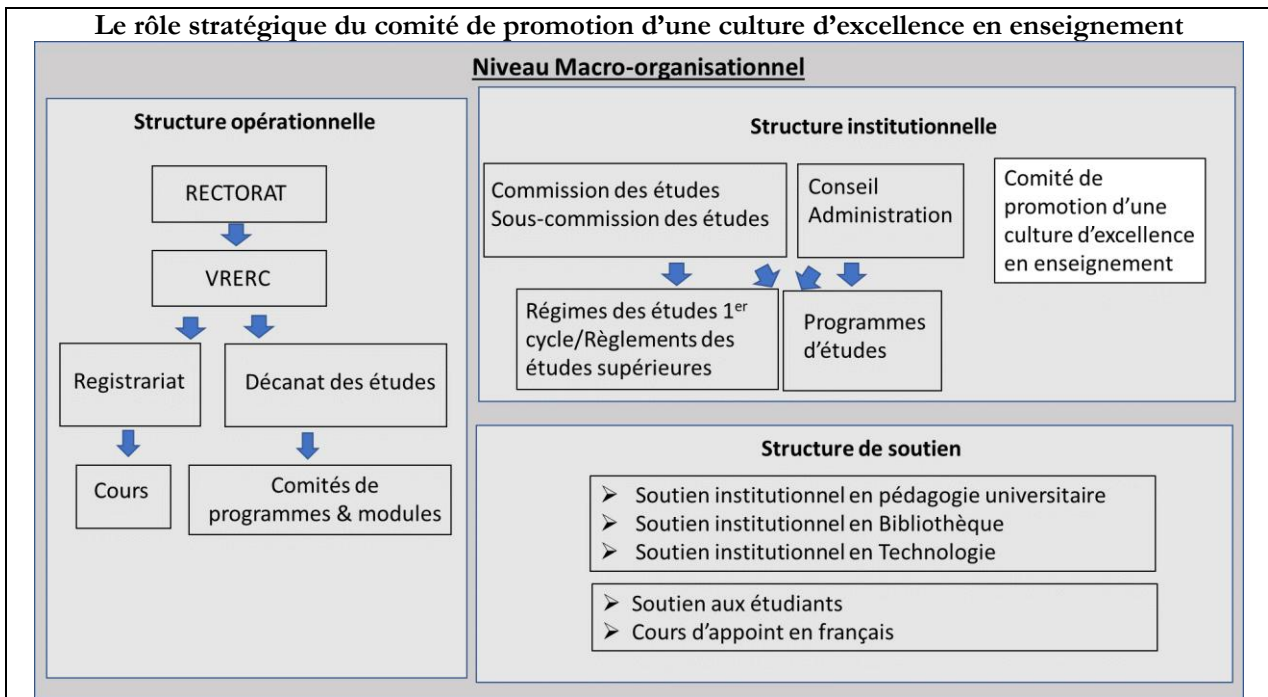 Le rôle stratégique du comité de promotion d’une culture d’excellence en enseignement
Niveau Macro-organisationnel
Structure opérationnelle
RECTORAT
VRERC
Registrariat
Décanat des études
Cours
Comités de
programmes & modules
Structure institutionnelle
Commission des études
Sous-commission des études
Conseil
Administration
Comité de
promotion d’une
culture d’excellence
en enseignement
Régimes des études 1er
cycle/Règlements des
études supérieures
Programmes
d’études
Structure de soutien
➢ Soutien institutionnel en pédagogie universitaire
➢ Soutien institutionnel en Bibliothèque
➢ Soutien institutionnel en Technologie
➢ Soutien aux étudiants
➢ Cours d’appoint en français